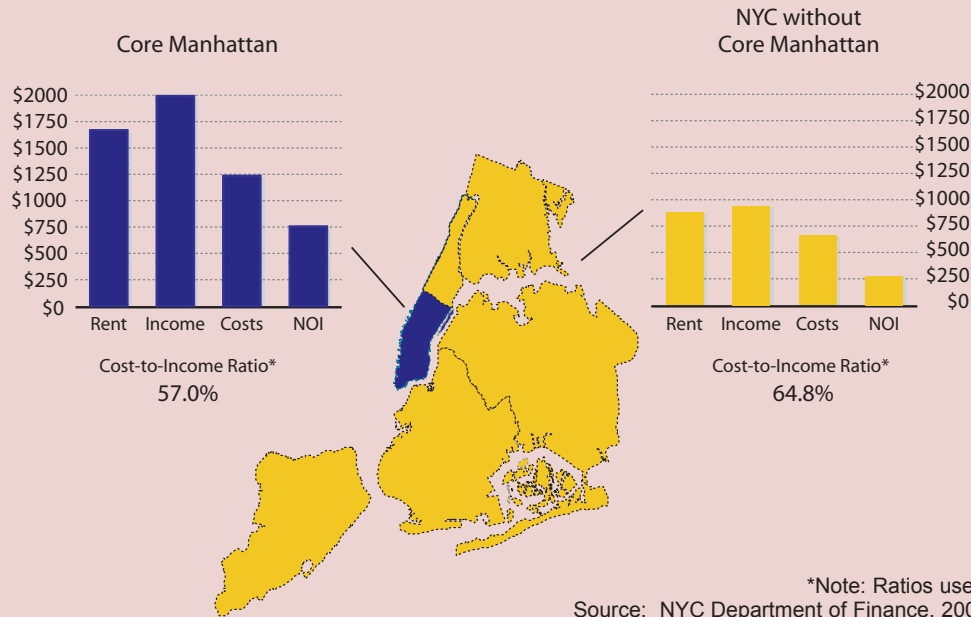 Core Manhattan
$2000
$1750
$1500
$1250
$1000
$750
$500
$250
$0
Rent Income Costs NOI
Cost-to-Income Ratio*
57.0%
NYC without
Core Manhattan
$2000
$1750
$1500
$1250
$1000
$750
$500
$250
$0
Rent Income Costs NOI
Cost-to-Income Ratio*
64.8%
*Note: Ratios use
Source: NYC Department of Finance, 200